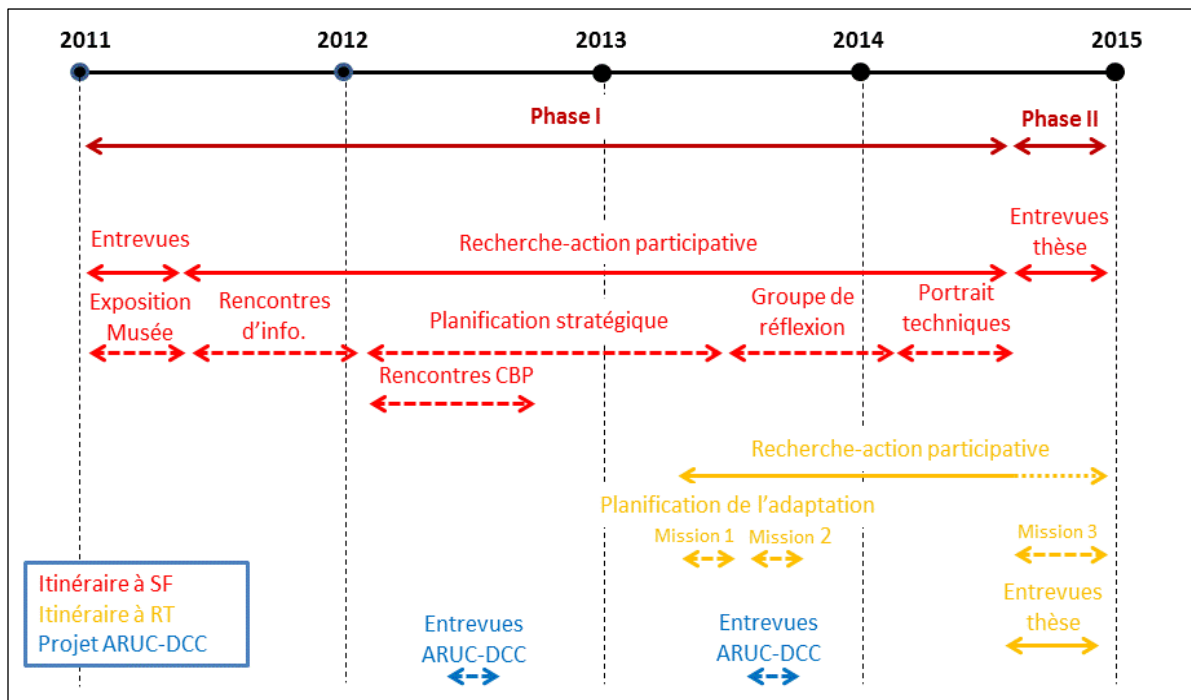 2011 2012 2013 2014 2015
Phase I Phase II
Entrevues Recherche-action participative Entrevues
thèse
Exposition
Musée
Rencontres
d'info.
Planification stratégique
Groupe de
réflexion
Portrait
techniques
Rencontres CBP
Recherche-action participative
Planification de l'adaptation
Mission 1 Mission 2 Mission 3
Entrevues
thèse
Entrevues
ARUC-DCC
Entrevues
ARUC-DCC
Itinéraire à SF
Itinéraire à RT
Projet ARUC-DCC